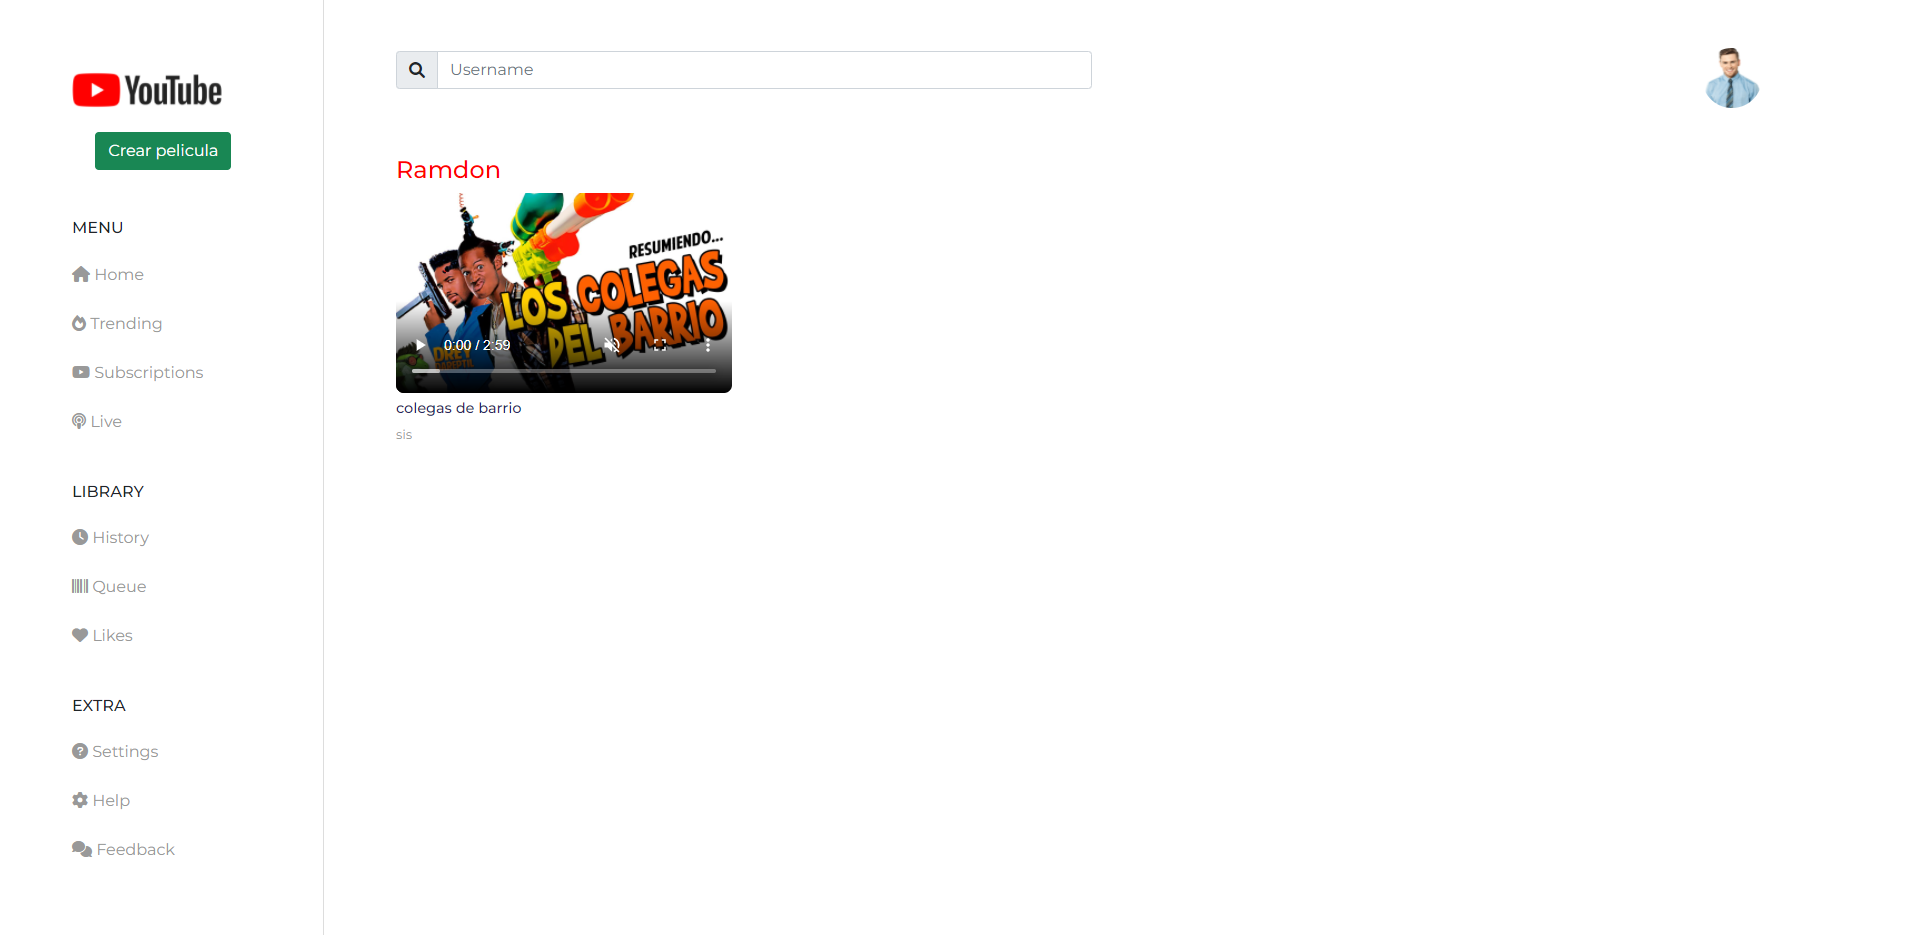 YouTube
Crear pelicula
MENU
Home
Trending
Subscriptions
Live
LIBRARY
History
Queue
Likes
EXTRA
Settings
Help
Feedback
Username
Ramdon
RESUMIENDO...
LOS COLEGAS
DEL BARRIO
DREY
0:00 / 2:59
colegas de barrio
sis